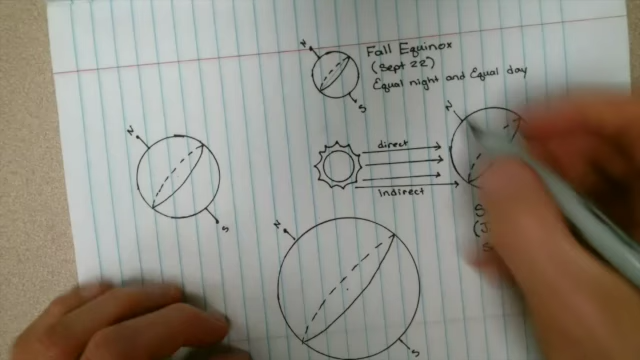 N
Fall Equinox
(Sept 22)
Equal night and Equal day
S
N
N
direct
indirect
S
N
S